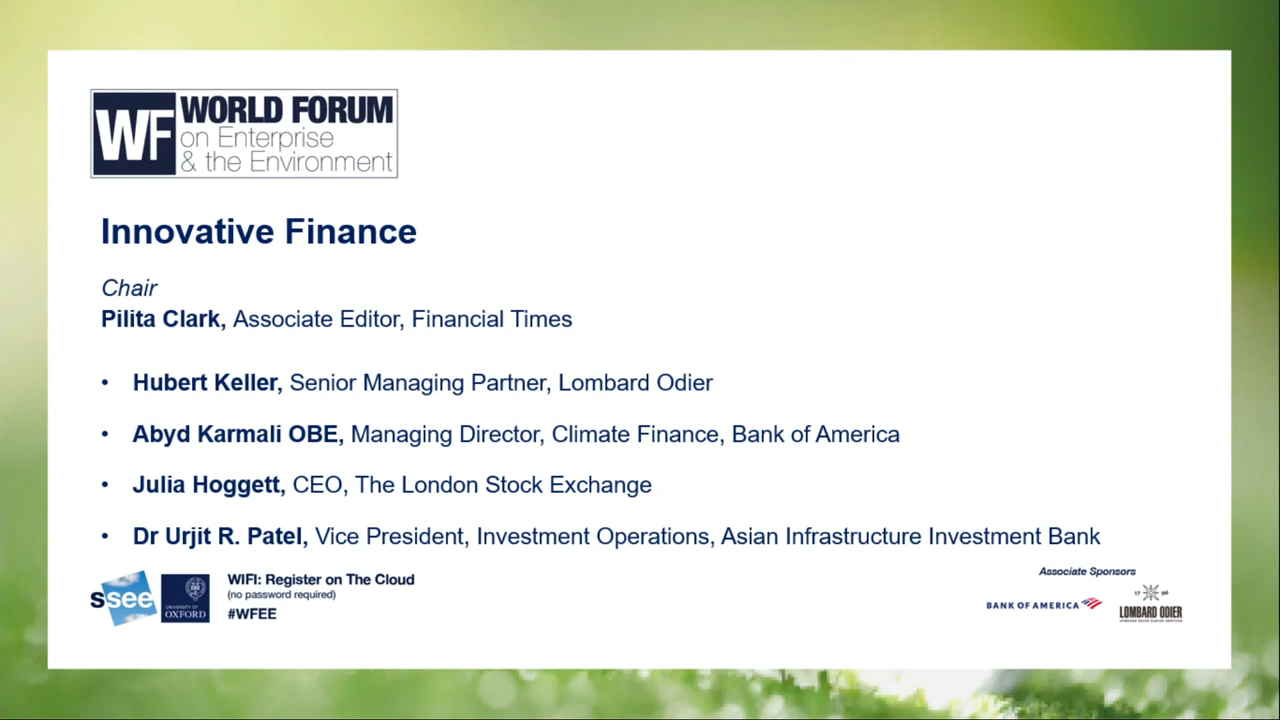 WF WORLD FORUM
on Enterprise
& the Environment
Innovative Finance
Chair
Pilita Clark, Associate Editor, Financial Times
• Hubert Keller, Senior Managing Partner, Lombard Odier
• Abyd Karmali OBE, Managing Director, Climate Finance, Bank of America
• Julia Hoggett, CEO, The London Stock Exchange
• Dr Urjit R. Patel, Vice President, Investment Operations, Asian Infrastructure Investment Bank
ssee
UNIVERSITY OF
OXFORD
WIFI: Register on The Cloud
(no password required)
#WFEE
Associate Sponsors
BANK OF AMERICA
17 96
LOMBARD ODIER